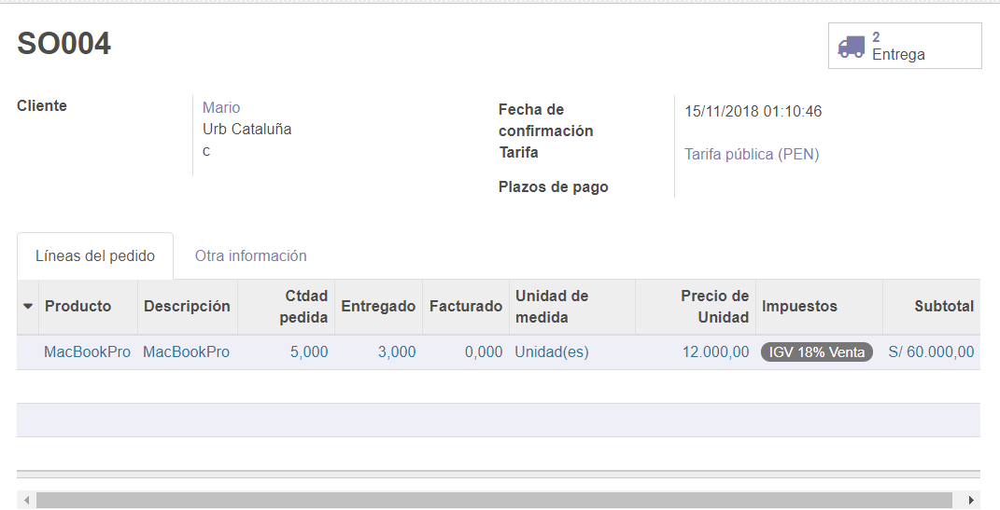 SO004
2
Entrega
Cliente
Mario
Urb Cataluña
c
Fecha de
confirmación
15/11/2018 01:10:46
Tarifa
Tarifa pública (PEN)
Plazos de pago
Líneas del pedido
Otra información
Producto Descripción Ctdad pedida Entregado Facturado Unidad de medida Precio de Unidad Impuestos Subtotal
MacBookPro MacBookPro 5,000 3,000 0,000 Unidad(es) 12.000,00 IGV 18% Venta S/ 60.000,00